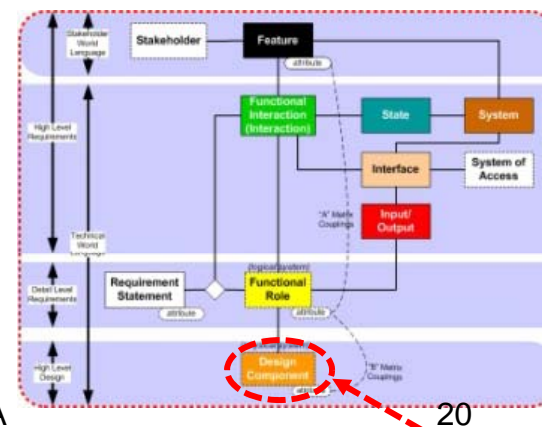 Stakeholder
World
Language
Stakeholder
Feature
attribute
High Level
Requirements
Functional
Interaction
(Interaction)
State
System
Interface
System of
Access
"A" Matrix
Couplings
Input/
Output
Technical
World
Detail Level
Requirements
Requirement
Statement
attribute
(logical system)
Functional
Role
attribute
High Level
Design
Design
Component
attribute
"B" Matrix
Couplings
A
20